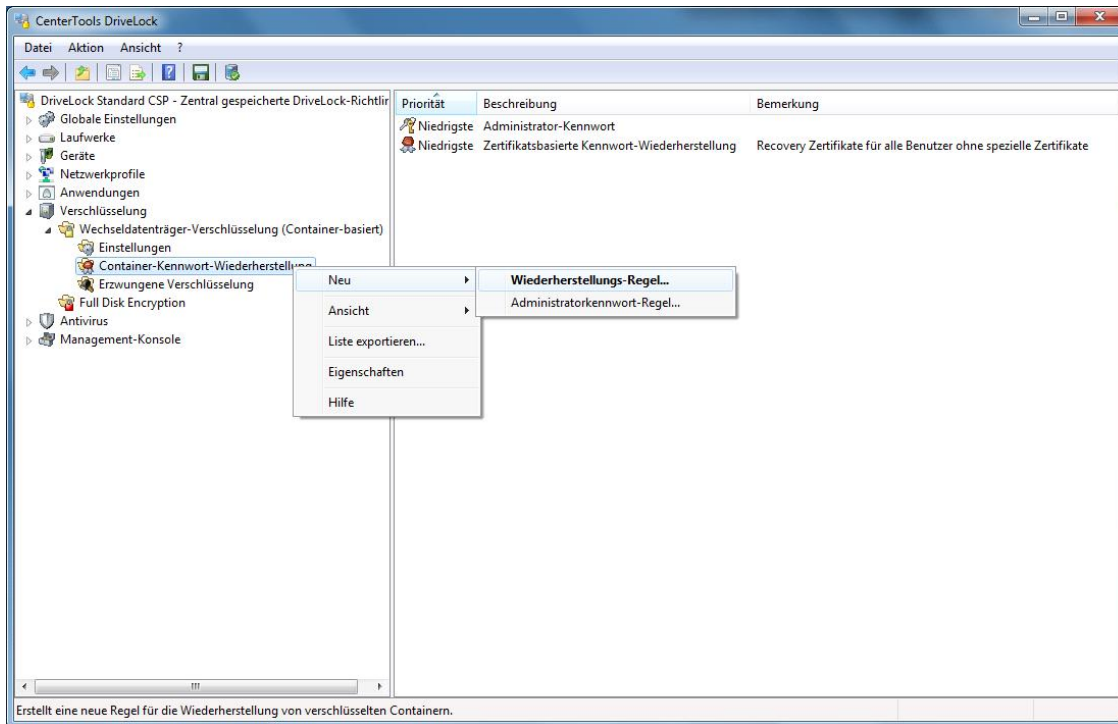 CenterTools DriveLock
Datei Aktion Ansicht ?
DriveLock Standard CSP - Zentral gespeicherte DriveLock-Richtlir
Globale Einstellungen
Laufwerke
Geräte
Netzwerkprofile
Anwendungen
Verschlüsselung
Wechseldatenträger-Verschlüsselung (Container-basiert)
Einstellungen
Container-Kennwort-Wiederherstellung
Erzwungene Verschlüsselung
Full Disk Encryption
Antivirus
Management-Konsole
Priorität Beschreibung Bemerkung
Niedrigste Administrator-Kennwort
Niedrigste Zertifikatsbasierte Kennwort-Wiederherstellung Recovery Zertifikate für alle Benutzer ohne spezielle Zertifikate
Neu
Ansicht
Liste exportieren...
Eigenschaften
Hilfe
Wiederherstellungs-Regel...
Administratorkennwort-Regel...
Erstellt eine neue Regel für die Wiederherstellung von verschlüsselten Containern.